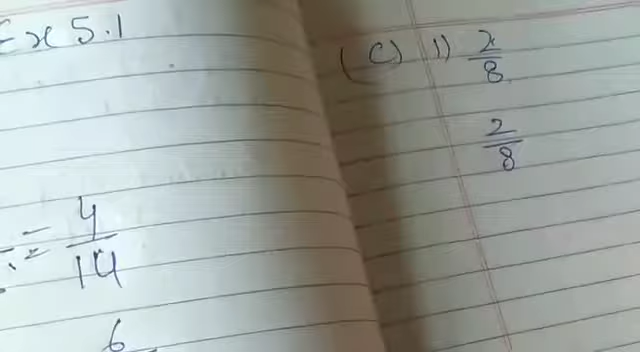 Ex 5.1
= 4/14
6
(C) 1) 2/8
2/8